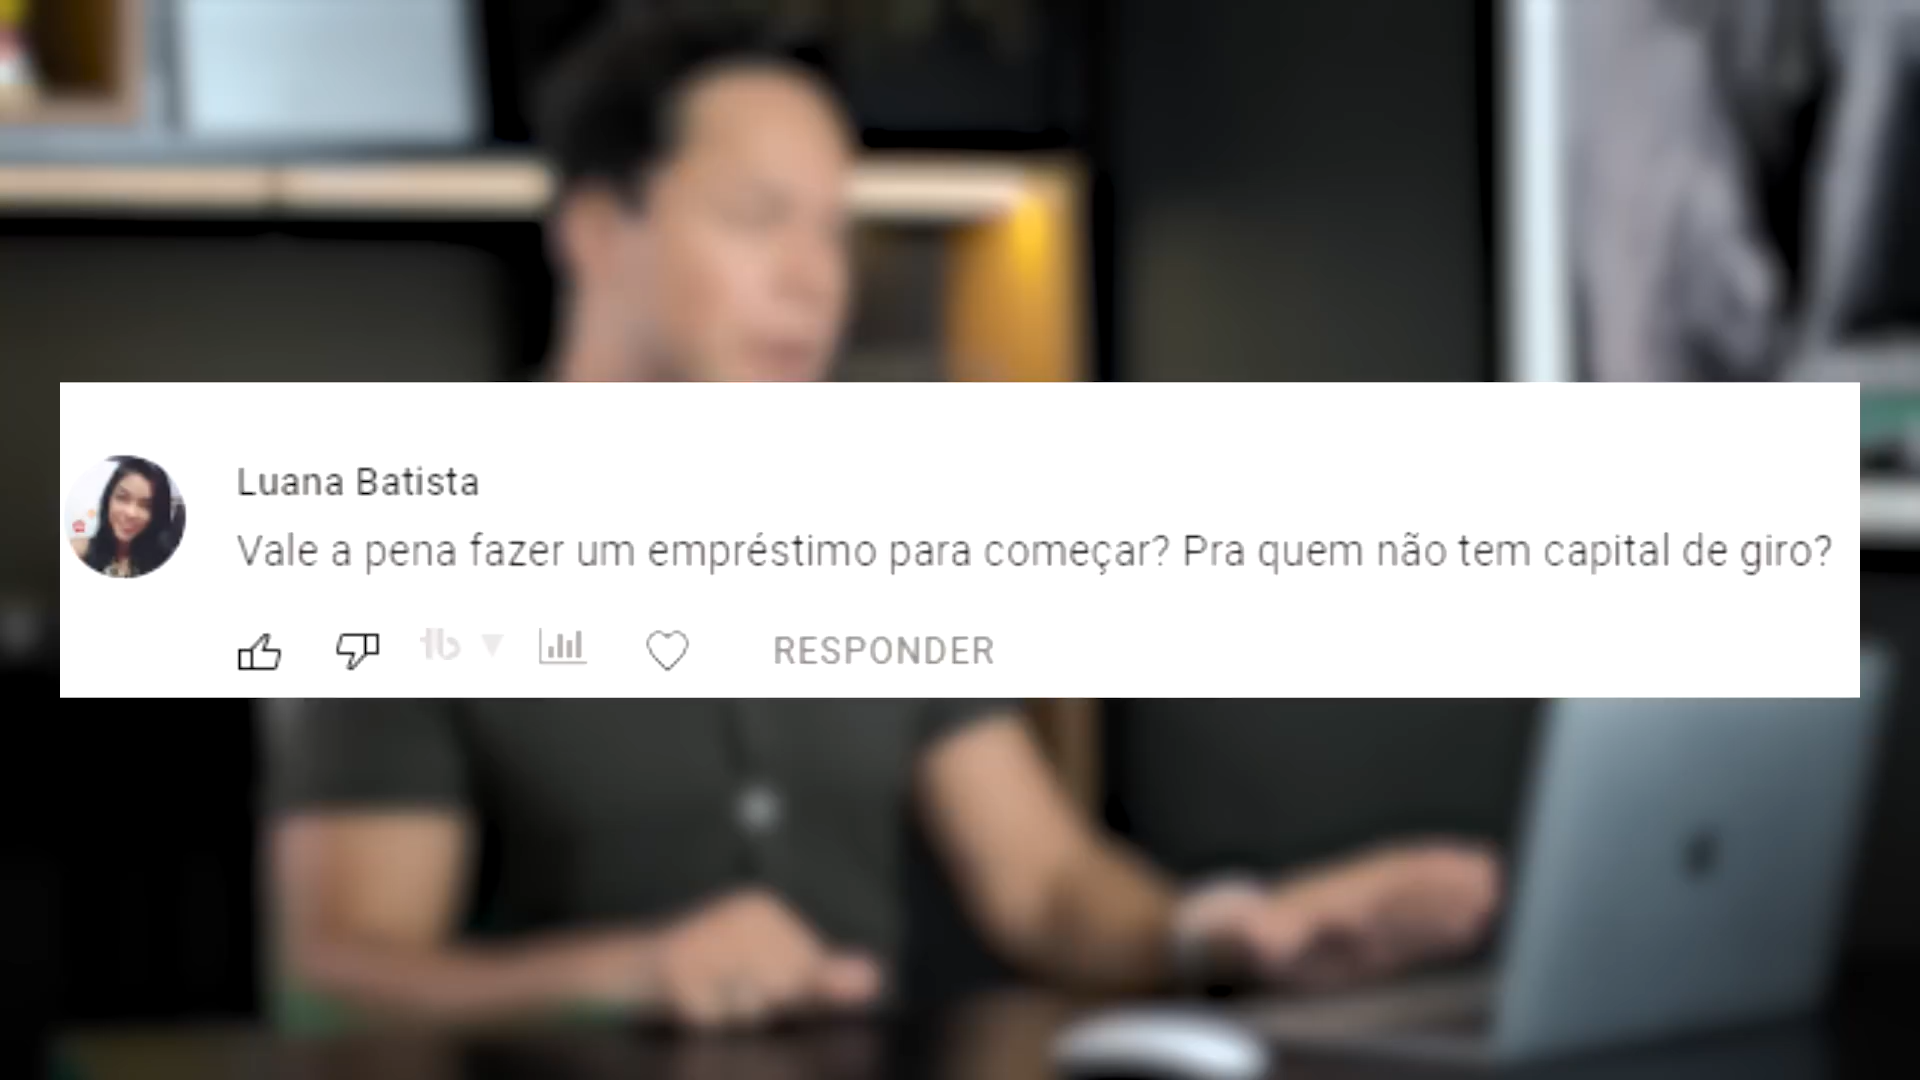 Luana Batista
Vale a pena fazer um empréstimo para começar? Pra quem não tem capital de giro?
RESPONDER